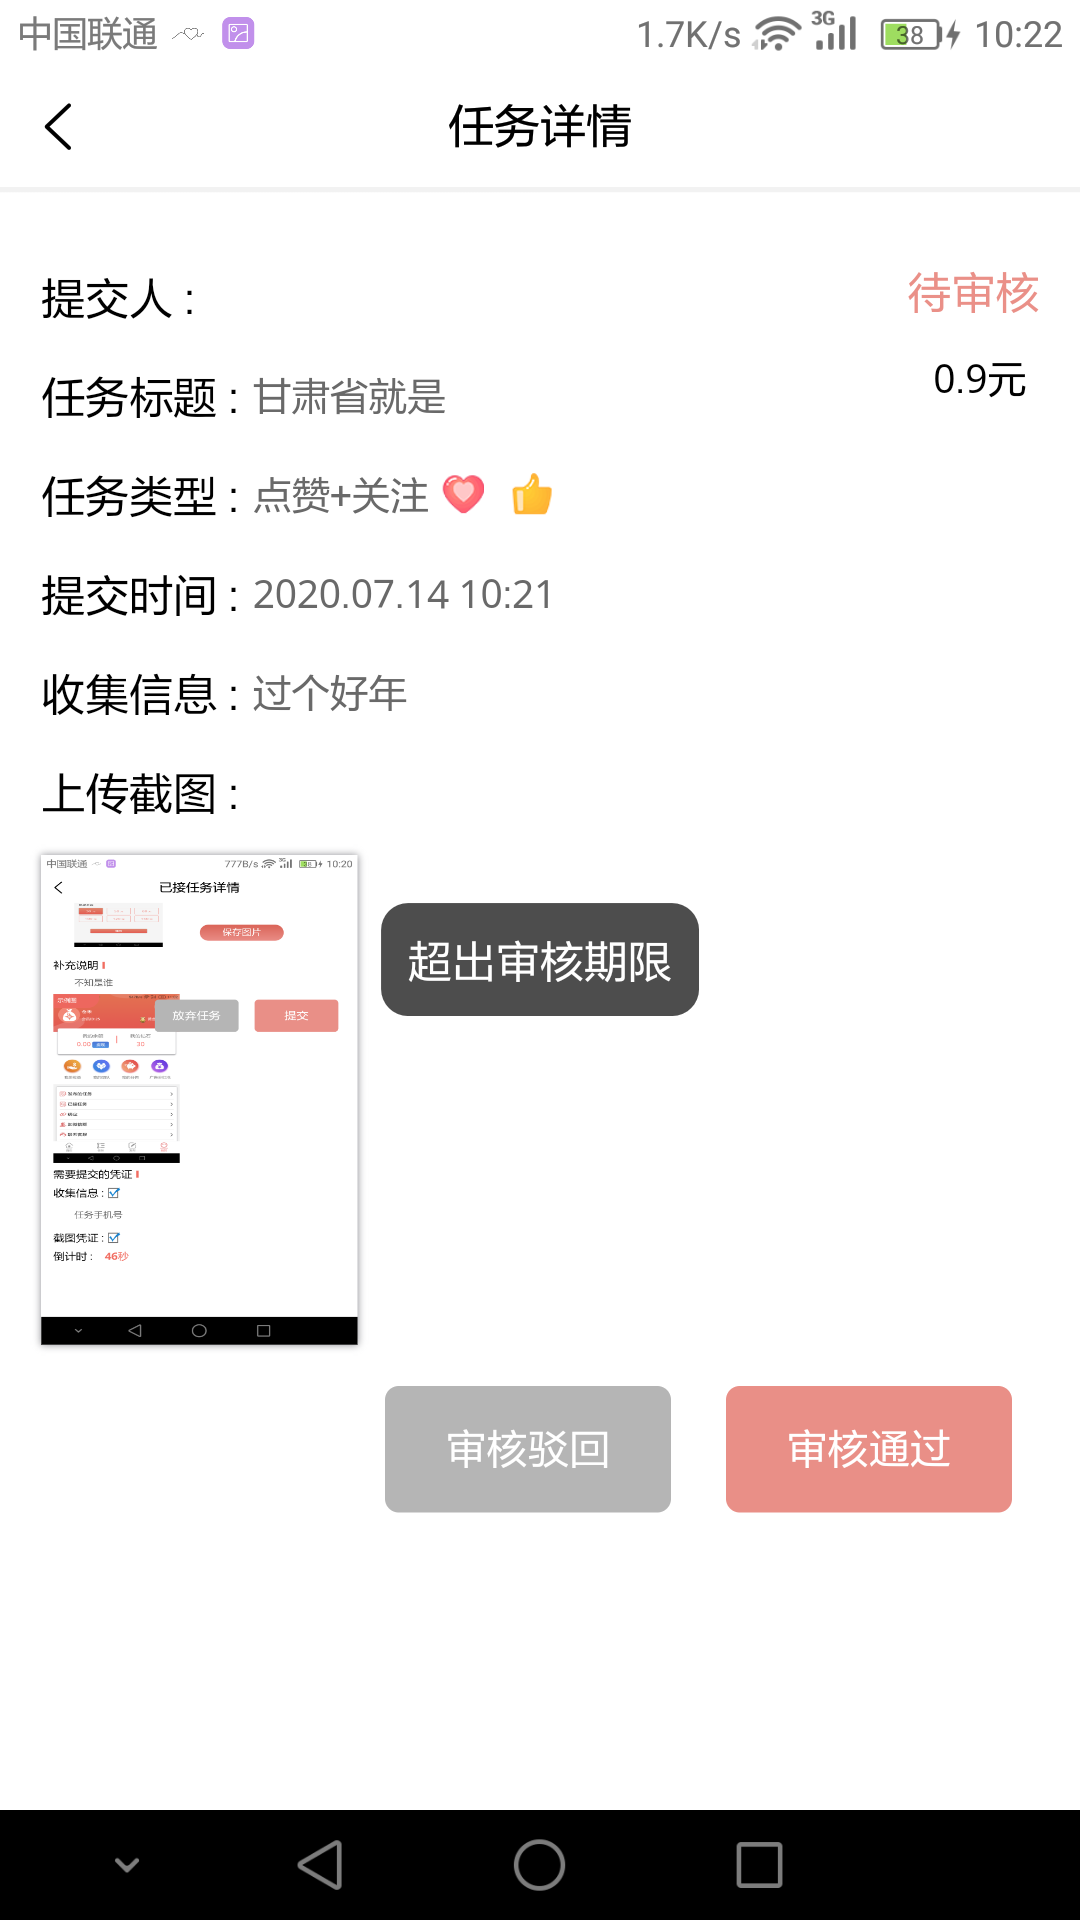 中国联通 1.7K/s 3G 38 10:22
任务详情
提交人 :
待审核
任务标题 : 甘肃省就是
0.9元
任务类型 : 点赞+关注
提交时间 : 2020.07.14 10:21
收集信息 : 过个好年
上传截图 :
中国联通 777B/s 10:20
已接任务详情
保存图片
补充说明
不知是谁
示例图
放弃任务 提交
需要提交的凭证
收集信息 :
任务手机号
截图凭证 :
倒计时 : 46秒
超出审核期限
审核驳回 审核通过